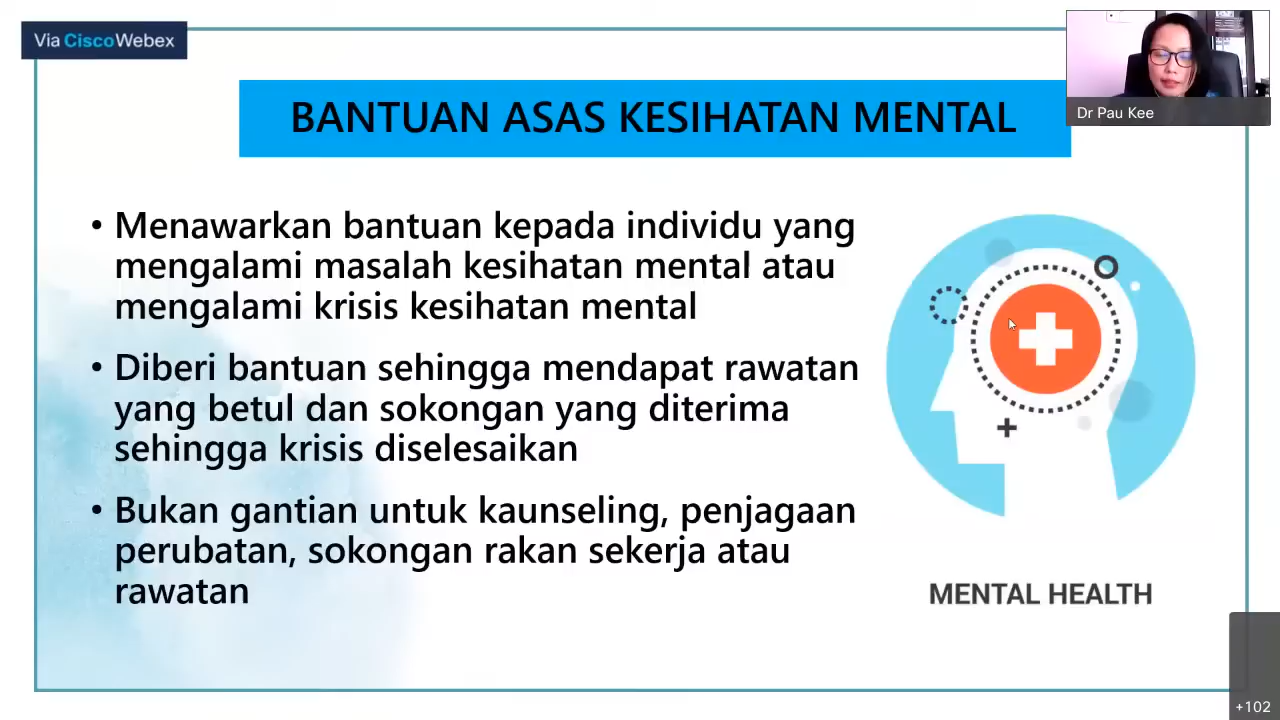 Via Cisco Webex
Dr Pau Kee
BANTUAN ASAS KESIHATAN MENTAL
• Menawarkan bantuan kepada individu yang
mengalami masalah kesihatan mental atau
mengalami krisis kesihatan mental
• Diberi bantuan sehingga mendapat rawatan
yang betul dan sokongan yang diterima
sehingga krisis diselesaikan
• Bukan gantian untuk kaunseling, penjagaan
perubatan, sokongan rakan sekerja atau
rawatan
MENTAL HEALTH
+102